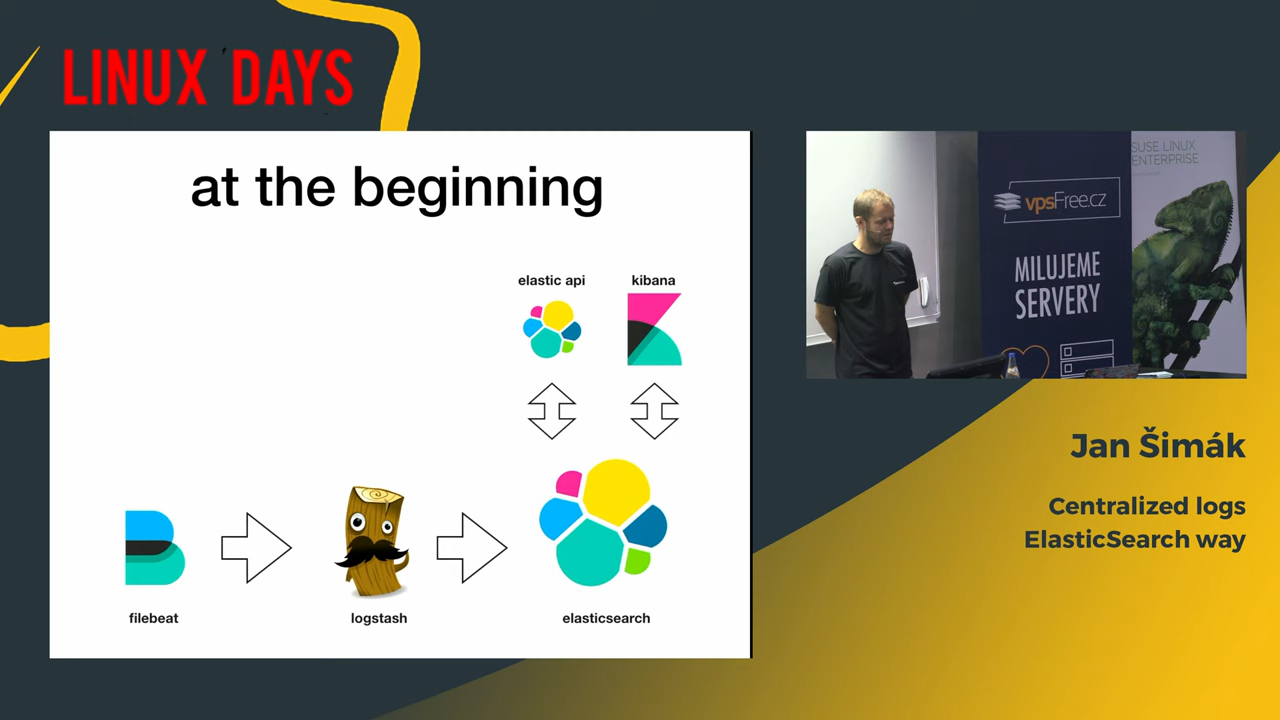 LINUX DAYS
at the beginning
elastic api
kibana
filebeat
logstash
elasticsearch
vpsFree.cz
MILUJEME
SERVERY
SUSE LINUX
ENTERPRISE
Jan Šimák
Centralized logs
ElasticSearch way